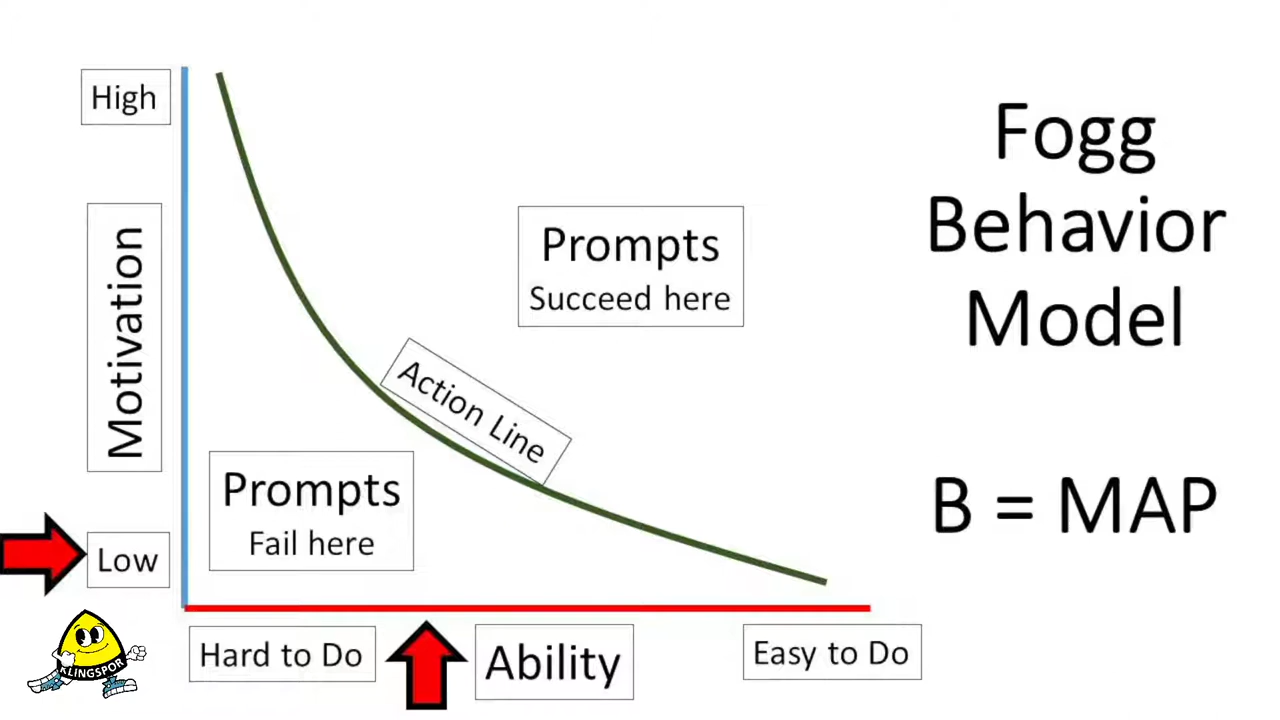 High
Motivation
Low
Prompts
Succeed here
Action Line
Prompts
Fail here
Hard to Do
Ability
Easy to Do
Fogg
Behavior
Model
B = MAP
KLINGSPOR